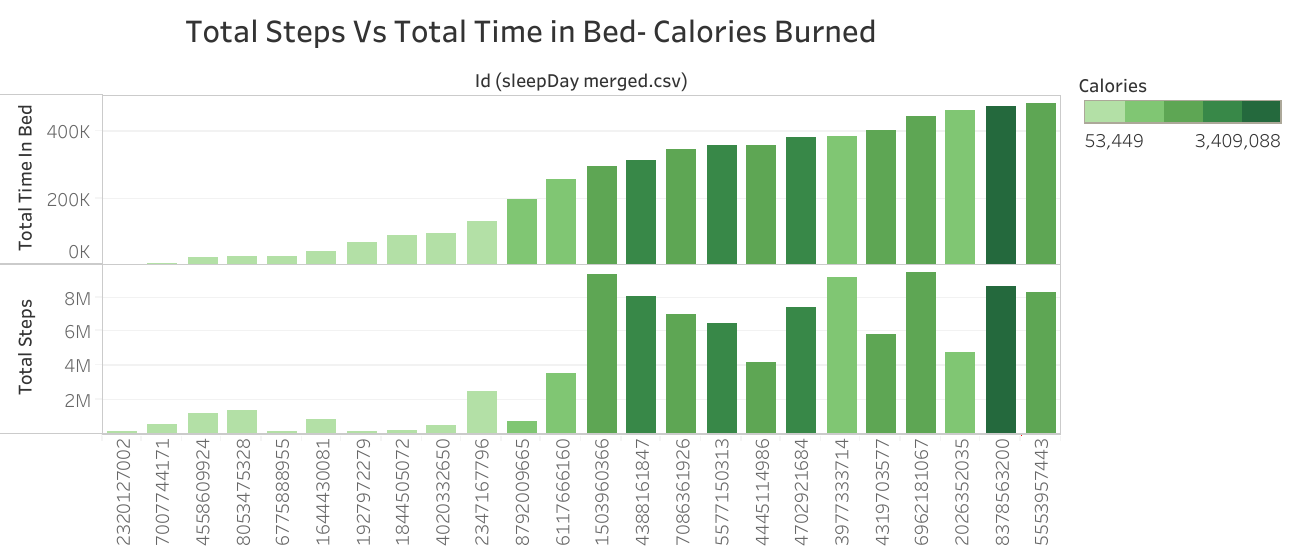 Total Steps Vs Total Time in Bed- Calories Burned
Id (sleepDay merged.csv)
Calories
53,449 3,409,088
Total Time In Bed
400K
200K
0K
Total Steps
8M
6M
4M
2M
2320127002
7007744171
4558609924
8053475328
6775888955
1644430081
1927972279
1844505072
4020332650
2347167796
8792009665
6117666160
1503960366
4388161847
7086361926
5577150313
4445114986
4702921684
3977333714
4319703577
6962181067
2026352035
8378563200
5553957443